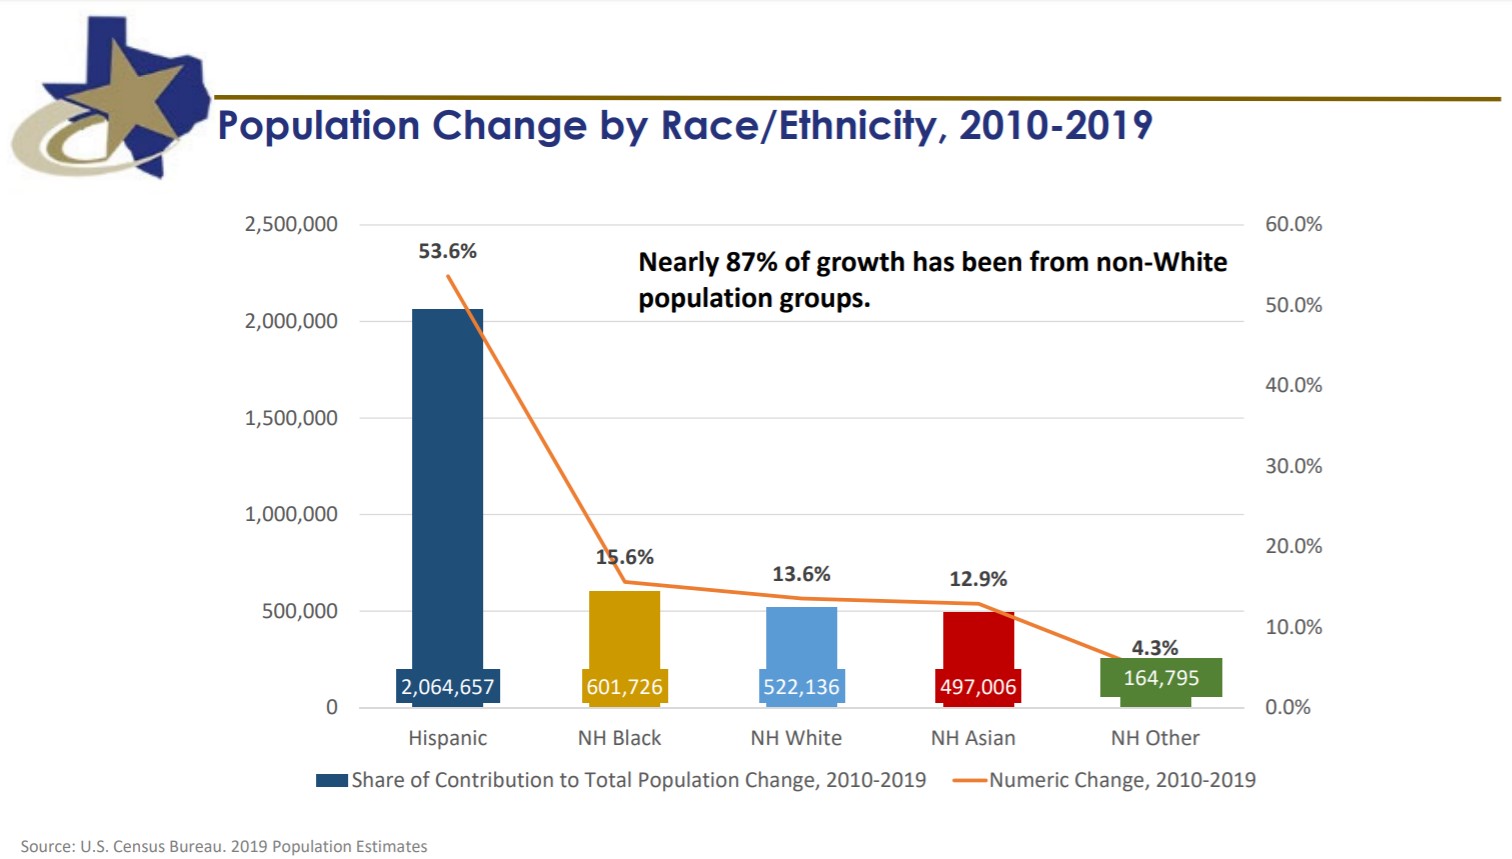 Population Change by Race/Ethnicity, 2010-2019
2,500,000
2,000,000
1,500,000
1,000,000
500,000
0
60.0%
50.0%
40.0%
30.0%
20.0%
10.0%
0.0%
Nearly 87% of growth has been from non-White
population groups.
53.6%
15.6%
13.6%
12.9%
4.3%
2,064,657
601,726
522,136
497,006
164,795
Hispanic
NH Black
NH White
NH Asian
NH Other
Share of Contribution to Total Population Change, 2010-2019
Numeric Change, 2010-2019
Source: U.S. Census Bureau. 2019 Population Estimates